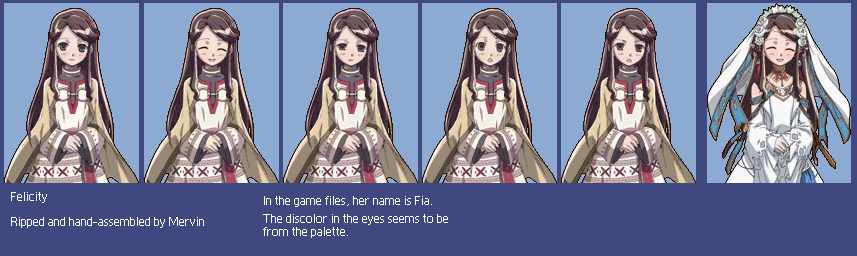 Felicity
Ripped and hand-assembled by Mervin
In the game files, her name is Fia.
The discolor in the eyes seems to be
from the palette.